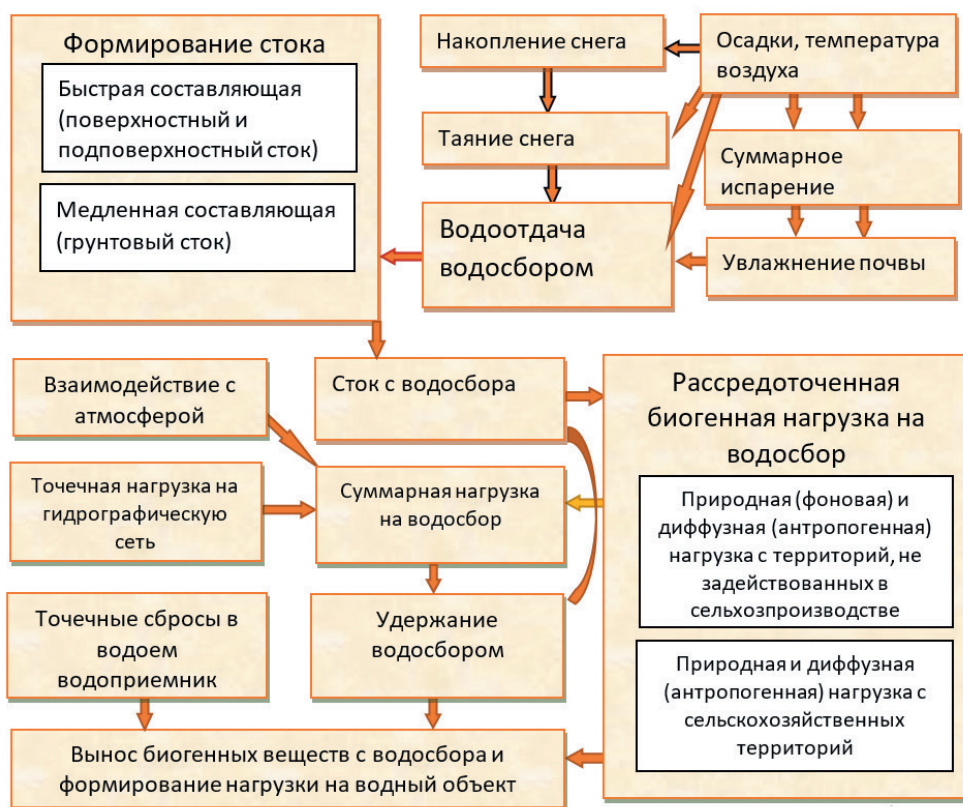 Формирование стока
Быстрая составляющая
(поверхностный и
подповерхностный сток)
Медленная составляющая
(грунтовый сток)
Накопление снега
Осадки, температура
воздуха
Таяние снега
Суммарное
испарение
Водоотдача
водосбором
Увлажнение почвы
Взаимодействие с
атмосферой
Сток с водосбора
Рассредоточенная
биогенная нагрузка на
водосбор
Точечная нагрузка на
гидрографическую
сеть
Суммарная нагрузка
на водосбор
Природная (фоновая) и
диффузная (антропогенная)
нагрузка с территорий, не
задействованных в
сельхозпроизводстве
Точечные сбросы в
водоем
водоприемник
Удержание
водосбором
Природная и диффузная
(антропогенная) нагрузка с
сельскохозяйственных
территорий
Вынос биогенных веществ с водосбора и
формирование нагрузки на водный объект